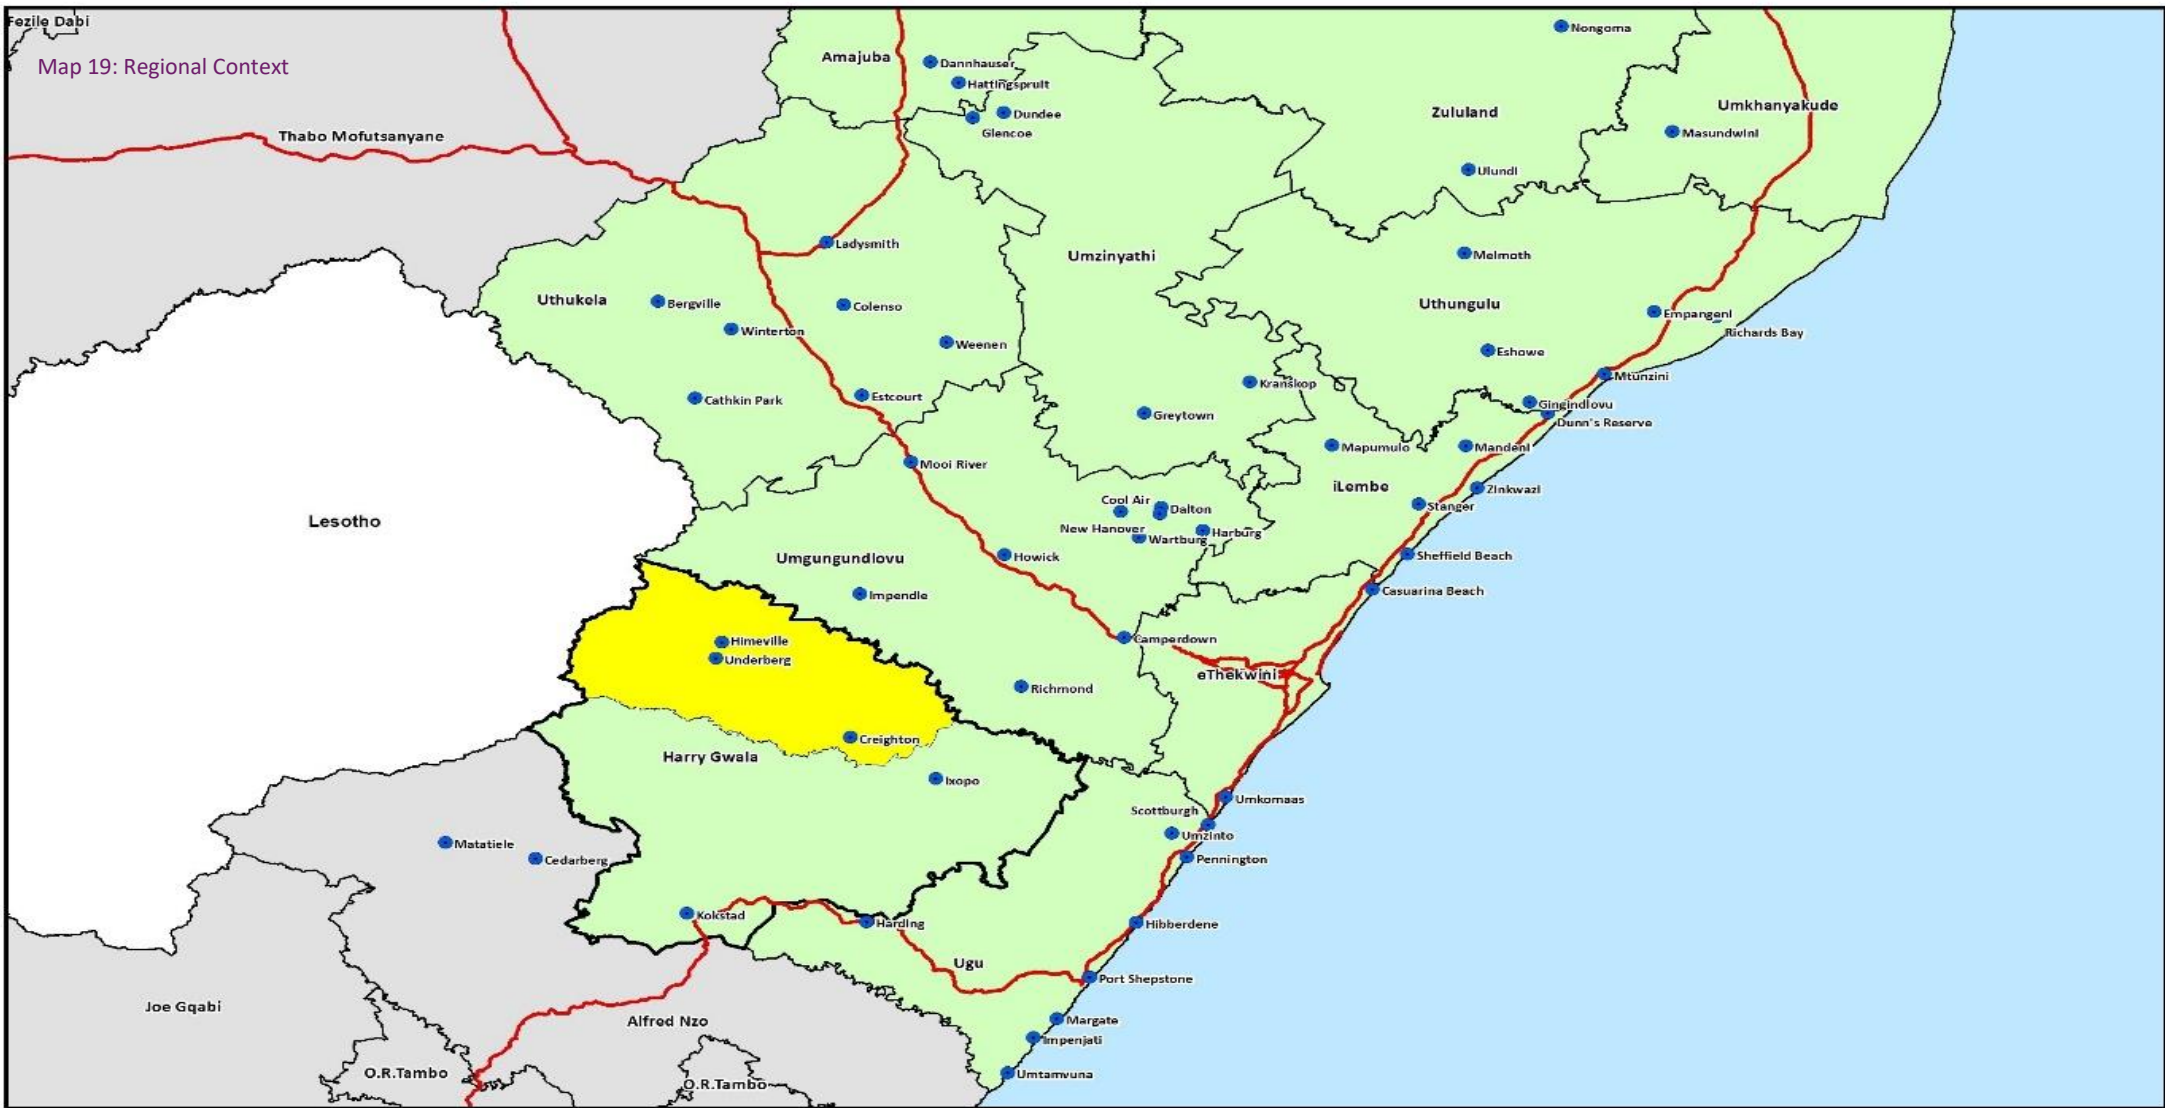 Fezile Dabi
Map 19: Regional Context
Nongoma
Amajuba
Dannhauser
Hattingspruit
Dundee
Glencoe
Zululand
Umkhanyakude
Masundwini
Thabo Mofutsanyane
Ulundi
Ladysmith
Umzinyathi
Melmoth
Uthukela
Bergville
Colenso
Uthungulu
Empangeni
Winterton
Richards Bay
Weenen
Eshowe
Mtunzini
Kranskop
Cathkin Park
Estcourt
Greytown
Gingindlovu
Dunn's Reserve
Mapumulo
Mandeni
Mooi River
iLembe
Zinkwazi
Cool Air
Dalton
Stanger
Lesotho
New Hanover
Harburg
Wartburg
Umgungundlovu
Howick
Sheffield Beach
Impendle
Casuarina Beach
Himeville
Camperdown
Underberg
eThekwini
Richmond
Creighton
Harry Gwala
Ixopo
Umkomaas
Scottburgh
Umzinto
Matatiele
Cedarberg
Pennington
Kokstad
Harding
Hibberdene
Ugu
Port Shepstone
Joe Gqabi
Alfred Nzo
Margate
Impenjati
O.R.Tambo
O.R.Tambo
Umtamvuna